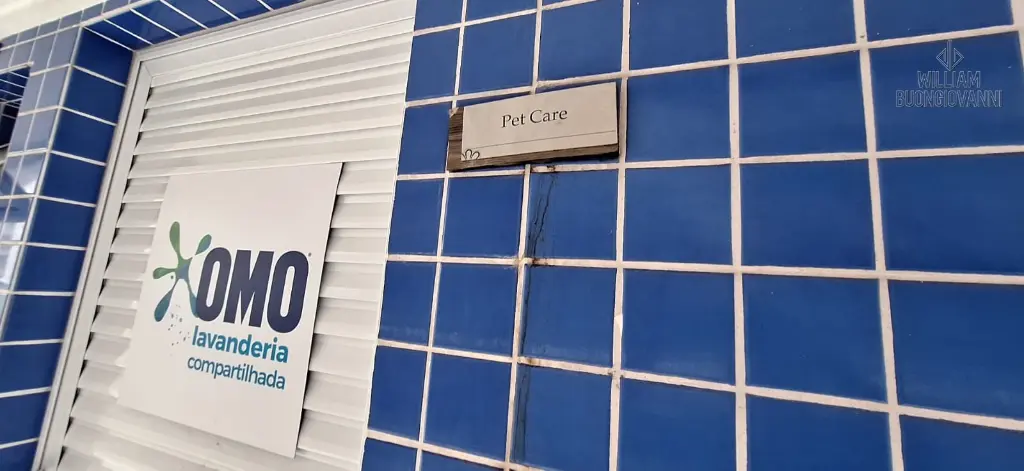 WILLIAM
BUONGIOVANNI
Pet Care
OMO
lavanderia
compartilhada